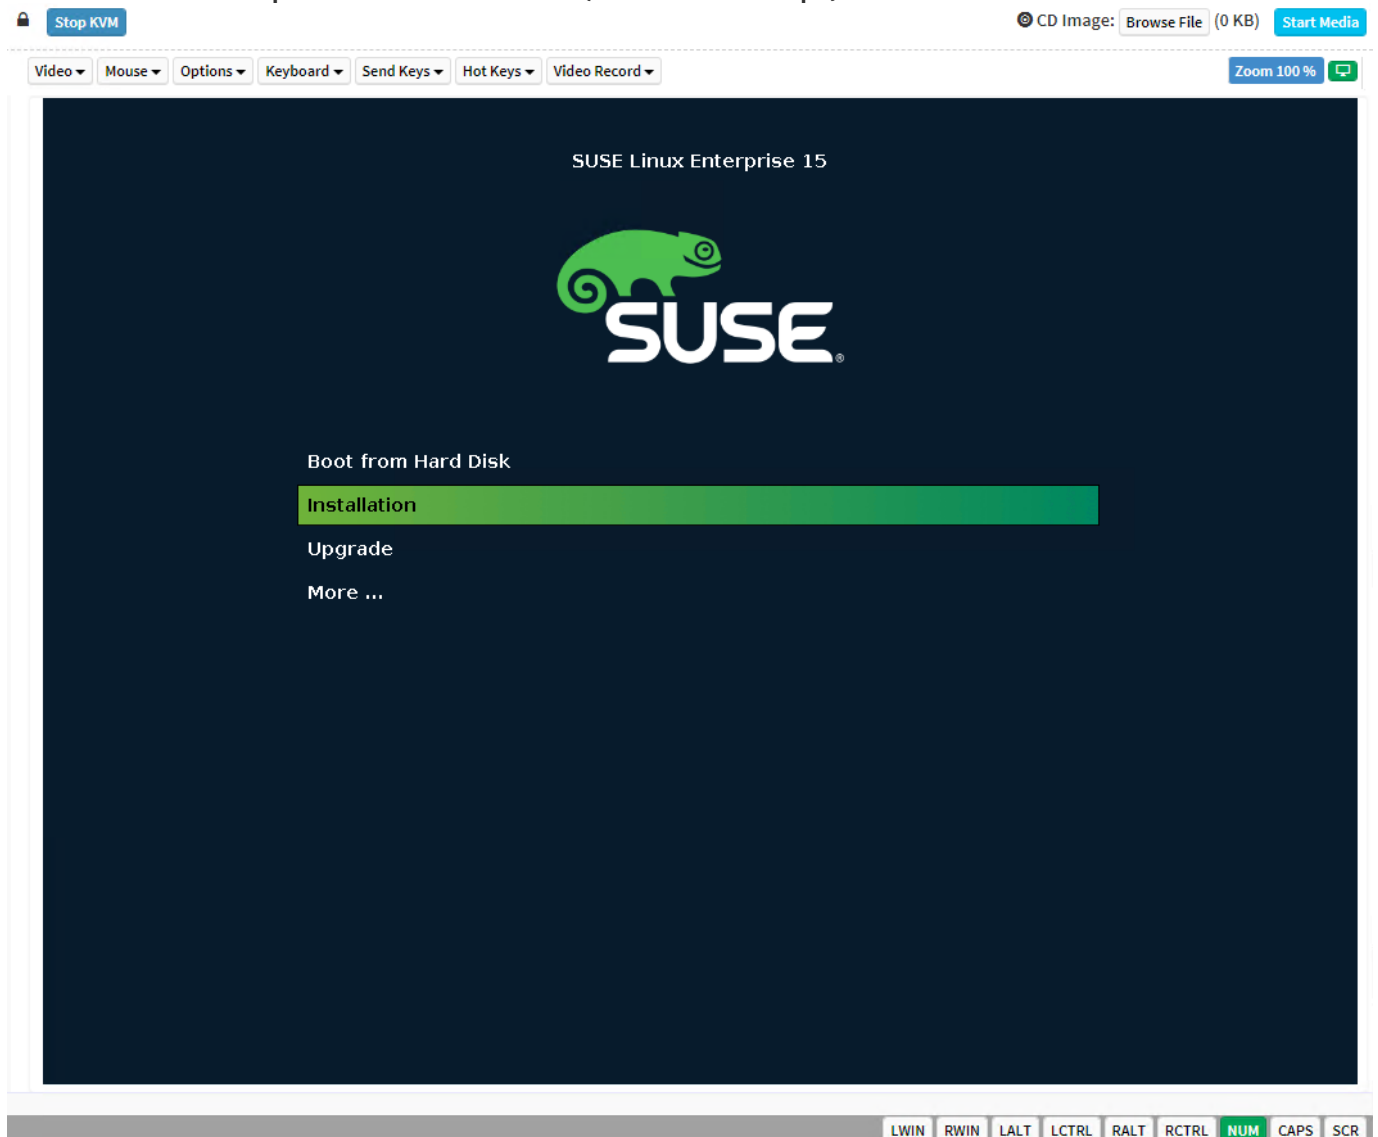 Stop KVM
CD Image: Browse File (0 KB) Start Media
Video Mouse Options Keyboard Send Keys Hot Keys Video Record Zoom 100 %
SUSE Linux Enterprise 15
SUSE®
Boot from Hard Disk
Installation
Upgrade
More ...
LWIN RWIN LALT LCTRL RALT RCTRL NUM CAPS SCR